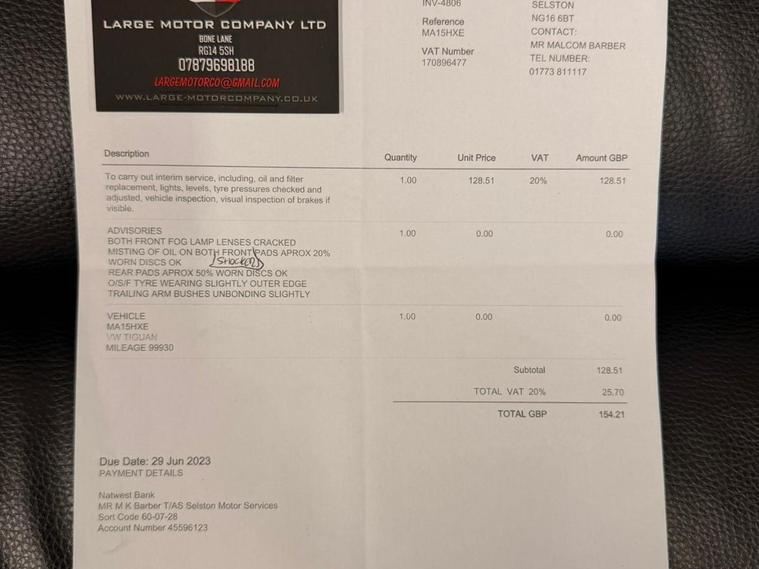 LARGE MOTOR COMPANY LTD
BONE LANE
RG14 5SH
07879698188
LARGEMOTORCO@GMAIL.COM
WWW.LARGE-MOTORCOMPANY.CO.UK
INV-4806
Reference
MA15HXE
VAT Number
170896477
SELSTON
NG16 6BT
CONTACT:
MR MALCOM BARBER
TEL NUMBER:
01773 811117
Description Quantity Unit Price VAT Amount GBP
To carry out interim service, including, oil and filter 1.00 128.51 20% 128.51
replacement, lights, levels, tyre pressures checked and
adjusted, vehicle inspection, visual inspection of brakes if
visible.
ADVISORIES 1.00 0.00 0.00
BOTH FRONT FOG LAMP LENSES CRACKED
MISTING OF OIL ON BOTH FRONT PADS APROX 20%
WORN DISCS OK
REAR PADS APROX 50% WORN DISCS OK
O/S/F TYRE WEARING SLIGHTLY OUTER EDGE
TRAILING ARM BUSHES UNBONDING SLIGHTLY
VEHICLE 1.00 0.00 0.00
MA15HXE
VW TIGUAN
MILEAGE 99930
Subtotal 128.51
TOTAL VAT 20% 25.70
TOTAL GBP 154.21
Due Date: 29 Jun 2023
PAYMENT DETAILS
Natwest Bank
MR M K Barber T/AS Selston Motor Services
Sort Code 60-07-28
Account Number 45596123